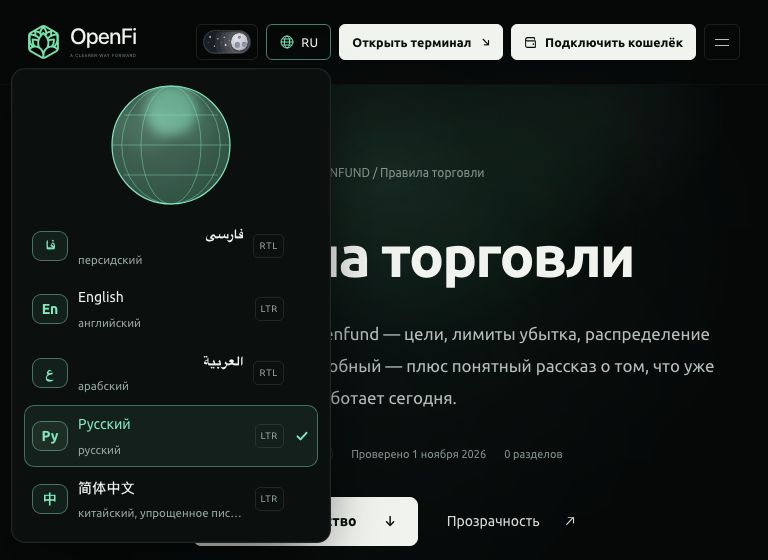 OpenFi
A CLEARER WAY FORWARD
RU
Открыть терминал
Подключить кошелёк
NFUND / Правила торговли
ла торговли
enfund — цели, лимиты убытка, распределение
обный — плюс понятный рассказ о том, что уже
ботает сегодня.
Проверено 1 ноября 2026
0 разделов
тво
Прозрачность
فا
فارسی
персидский
RTL
En
English
английский
LTR
ع
العربية
арабский
RTL
Ру
Русский
русский
LTR
中
简体中文
китайский, упрощенное пис…
LTR